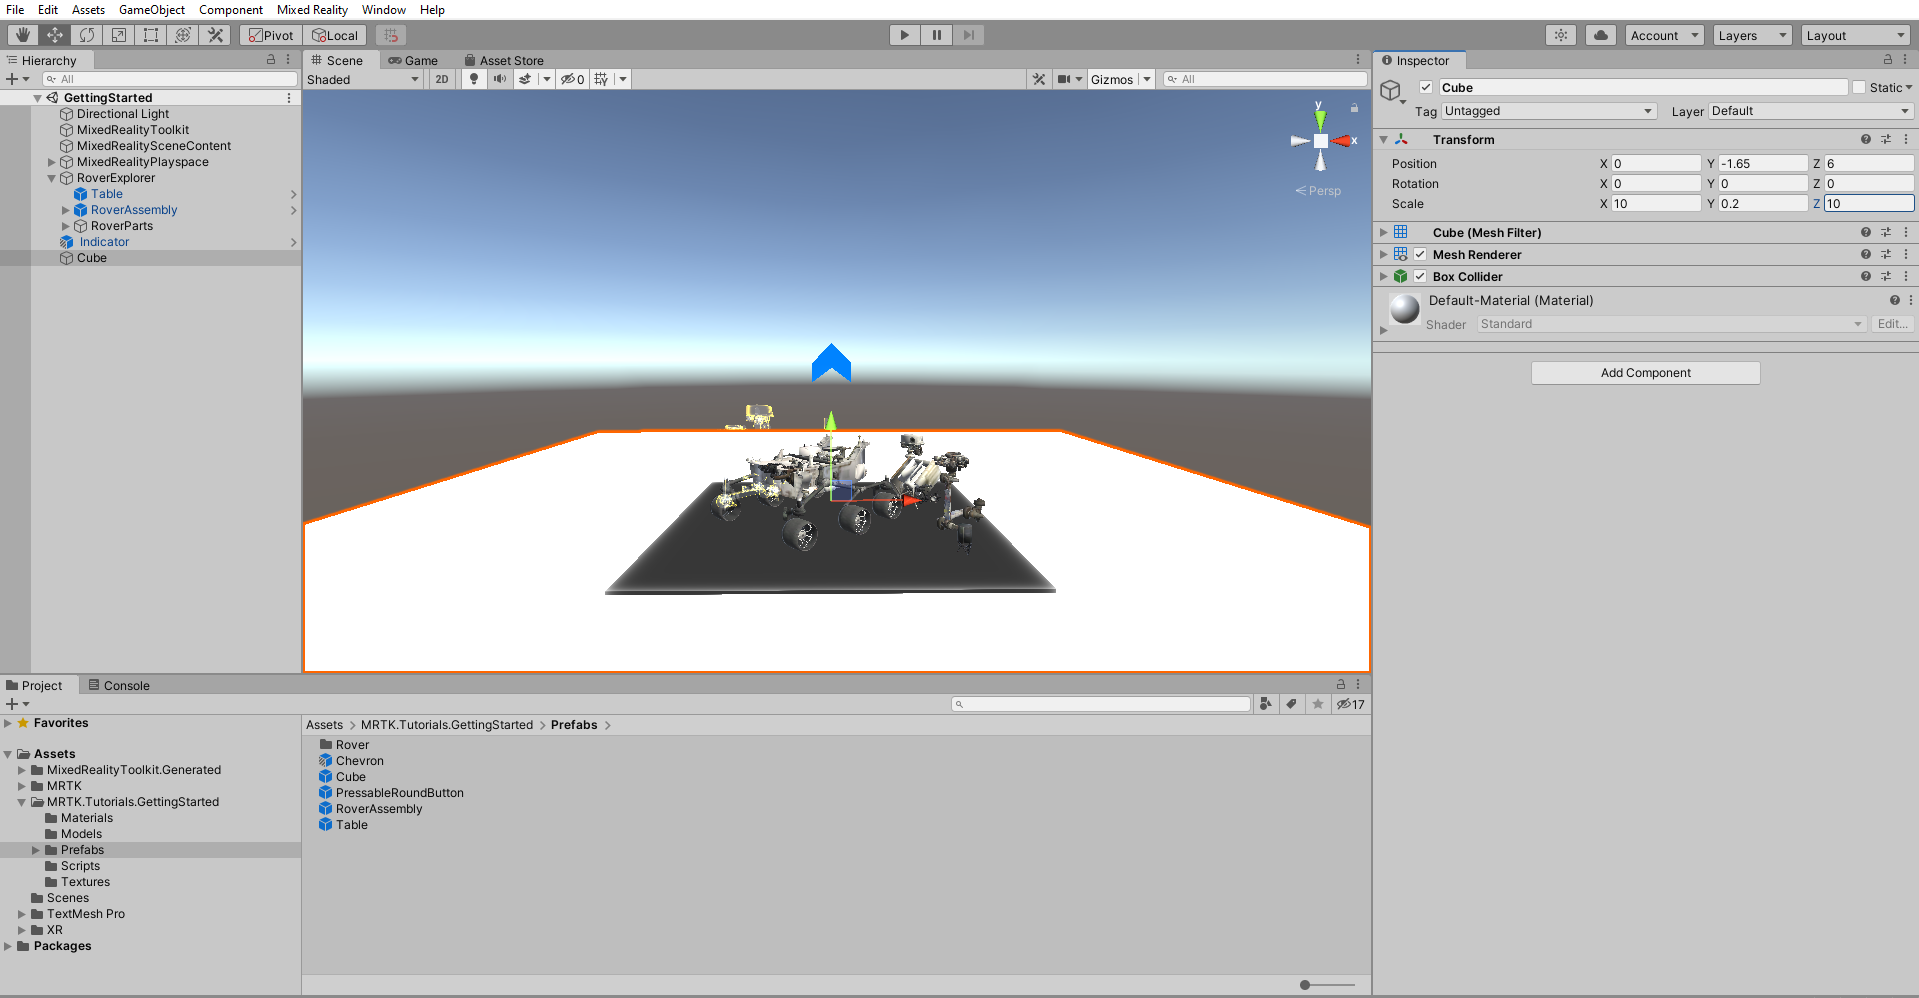 File Edit Assets GameObject Component Mixed Reality Window Help
Pivot Local Account Layers Layout
Hierarchy
All
GettingStarted
Directional Light
MixedRealityToolkit
MixedRealitySceneContent
MixedRealityPlayspace
RoverExplorer
Table
RoverAssembly
RoverParts
Indicator
Cube
Scene Game Asset Store
Shaded 2D 0 Gizmos All
y
x
Persp
Inspector
Cube Static
Tag Untagged Layer Default
Transform
Position X 0 Y -1.65 Z 6
Rotation X 0 Y 0 Z 0
Scale X 10 Y 0.2 Z 10
Cube (Mesh Filter)
Mesh Renderer
Box Collider
Default-Material (Material)
Shader Standard Edit...
Add Component
Project Console
17
Favorites
Assets
MixedRealityToolkit.Generated
MRTK
MRTK.Tutorials.GettingStarted
Materials
Models
Prefabs
Scripts
Textures
Scenes
TextMesh Pro
XR
Packages
Assets > MRTK.Tutorials.GettingStarted > Prefabs >
Rover
Chevron
Cube
PressableRoundButton
RoverAssembly
Table